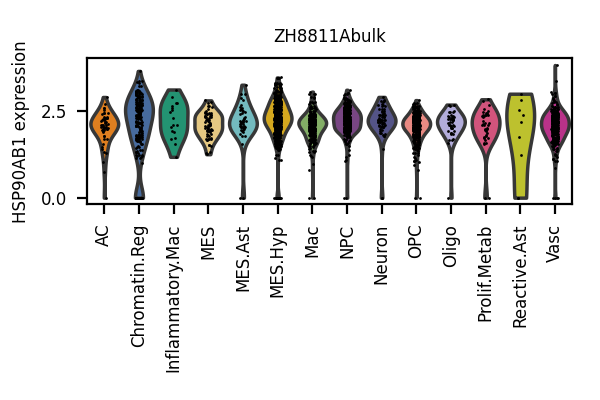 ZH8811Abulk
HSP90AB1 expression
2.5
0.0
AC
Chromatin.Reg
Inflammatory.Mac
MES
MES.Ast
MES.Hyp
Mac
NPC
Neuron
OPC
Oligo
Prolif.Metab
Reactive.Ast
Vasc